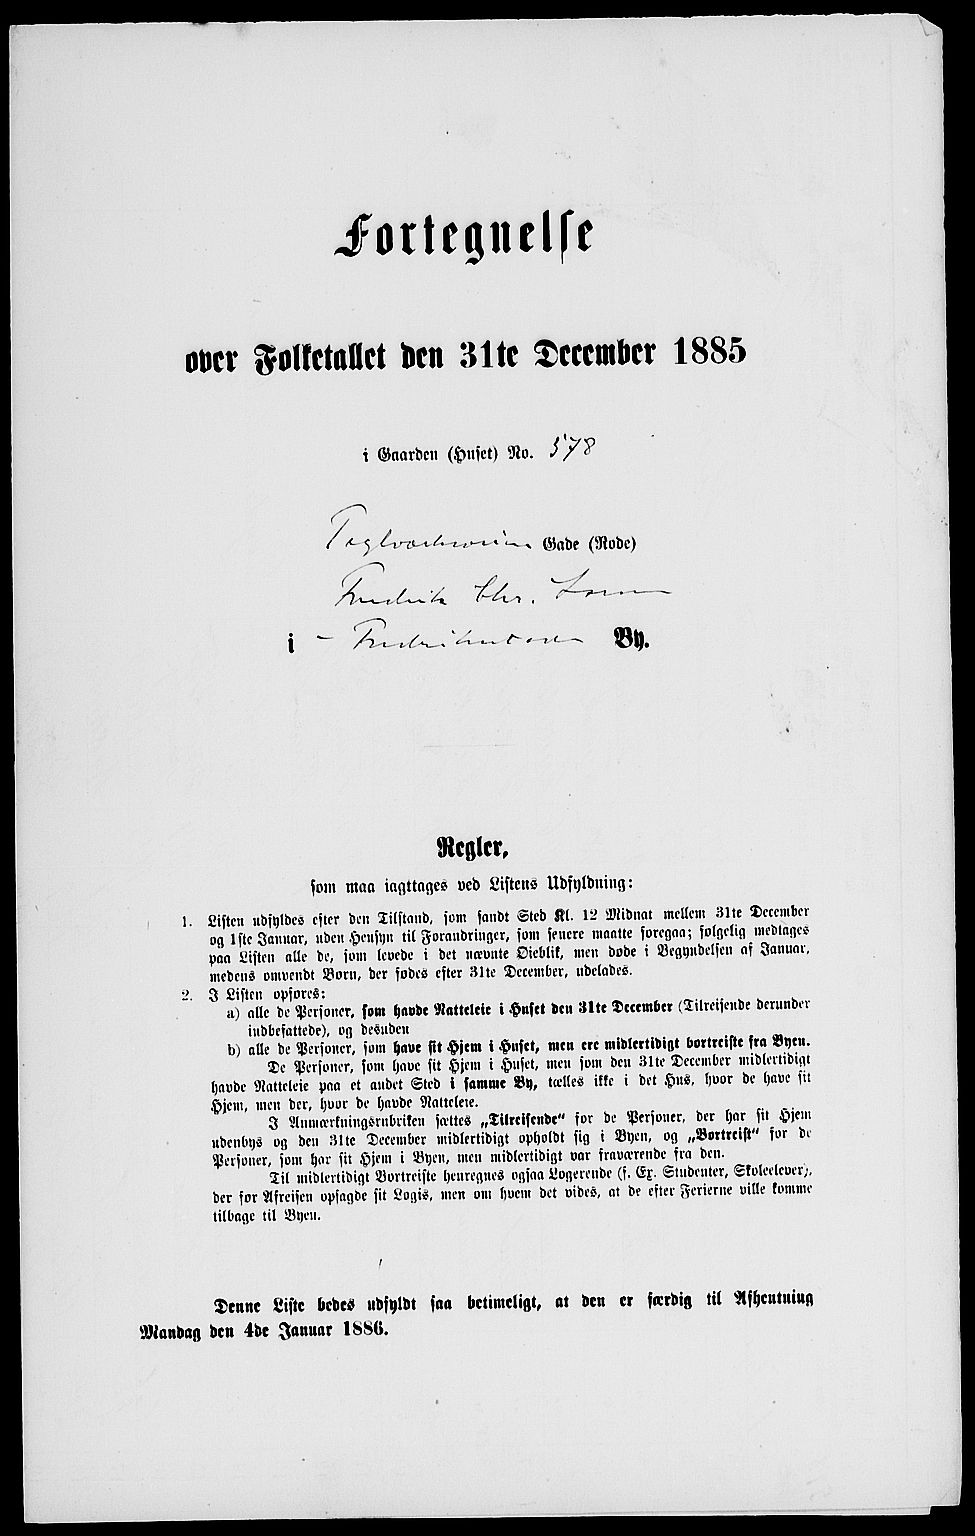 Fortegnelse
over Folketallet den 31te December 1885
i Gaarden (Huset) No. 578
Gade (Rode)
Fredrik Chr.
i By.
Regler,
som maa iagttages ved Listens Udfyldning:
1. Listen udfyldes efter den Tilstand, som fandt Sted Kl. 12 Midnat mellem 31te December
og 1ste Januar, uden Hensyn til Forandringer, som senere maatte foregaa; følgelig medtages
paa Listen alle de, som levede i det nævnte Øieblik, men døde i Begyndelsen af Januar,
medens omvendt Børn, der fødes efter 31te December, udelades.
2. I Listen opføres:
a) alle de Personer, som havde Natteleie i Huset den 31te December (Tilreisende derunder
indbefattede), og desuden
b) alle de Personer, som have sit Hjem i Huset, men ere midlertidigt bortreiste fra Byen.
De Personer, som have sit Hjem i Huset, men som den 31te December midlertidigt
havde Natteleie paa et andet Sted i samme By, tælles ikke i det Hus, hvor de have sit
Hjem, men der, hvor de havde Natteleie.
I Anmærkningsrubriken sættes „Tilreisende“ for de Personer, der har sit Hjem
udenbys og den 31te December midlertidigt opholdt sig i Byen, og „Bortreist“ for de
Personer, som har sit Hjem i Byen, men midlertidigt var fraværende fra den.
Til midlertidigt Bortreiste henregnes ogsaa Logerende (f. Ex. Studenter, Skoleelever),
der før Afreisen opsagde sit Logis, men om hvem det vides, at de efter Ferierne ville komme
tilbage til Byen.
Denne Liste bedes udfyldt saa betimeligt, at den er færdig til Afhentning
Mandag den 4de Januar 1886.